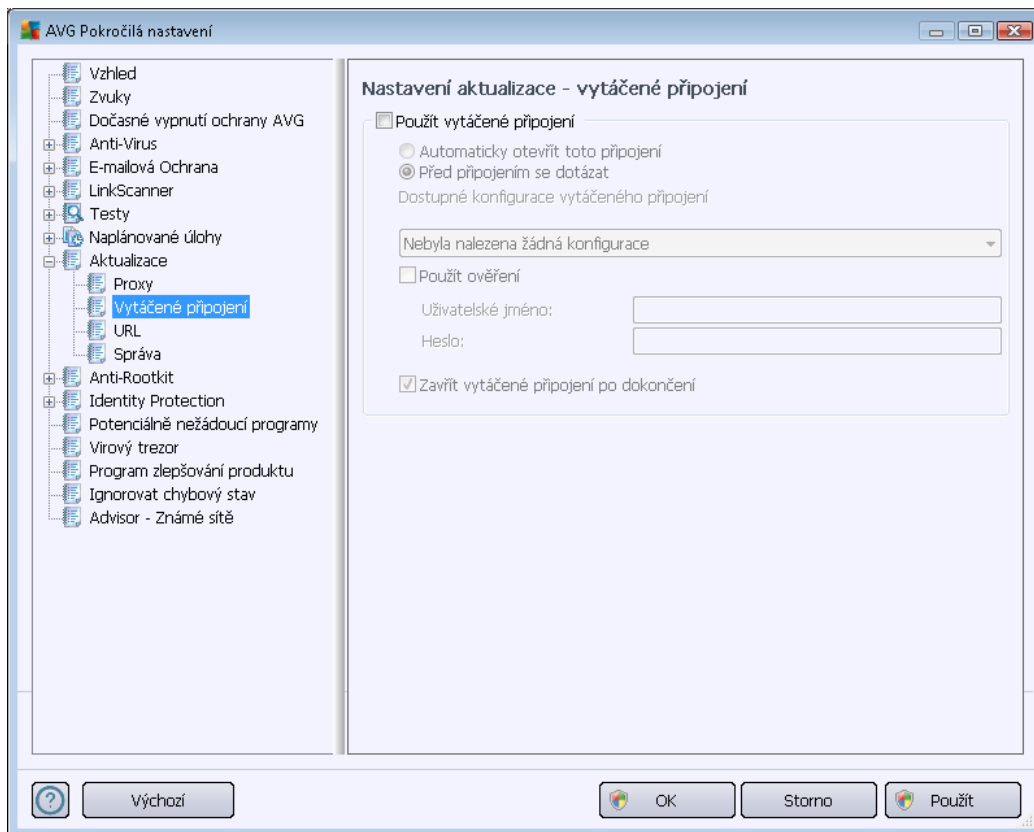 AVG Pokročilá nastavení
Vzhled
Zvuky
Dočasné vypnutí ochrany AVG
Anti-Virus
E-mailová Ochrana
LinkScanner
Testy
Naplánované úlohy
Aktualizace
Proxy
Vytáčené připojení
URL
Správa
Anti-Rootkit
Identity Protection
Potenciálně nežádoucí programy
Virový trezor
Program zlepšování produktu
Ignorovat chybový stav
Advisor - Známé sítě
Nastavení aktualizace - vytáčené připojení
Použít vytáčené připojení
Automaticky otevřít toto připojení
Před připojením se dotázat
Dostupné konfigurace vytáčeného připojení
Nebyla nalezena žádná konfigurace
Použít ověření
Uživatelské jméno:
Heslo:
Zavřít vytáčené připojení po dokončení
Výchozí
OK
Storno
Použít